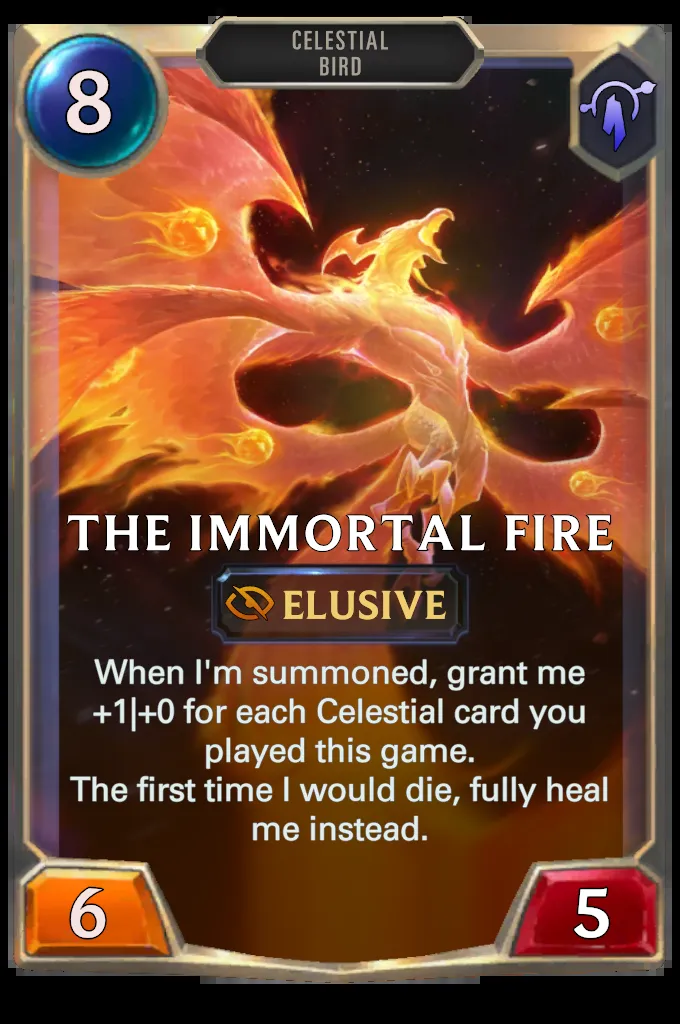 CELESTIAL
BIRD
8
THE IMMORTAL FIRE
ELUSIVE
When I'm summoned, grant me
+1|+0 for each Celestial card you
played this game.
The first time I would die, fully heal
me instead.
6
5